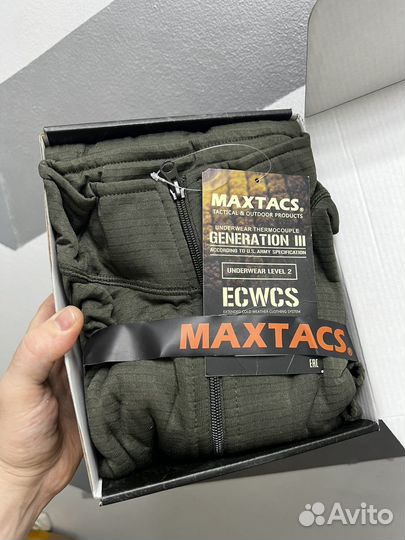 MAXTACS®
TACTICAL & OUTDOOR PRODUCTS
UNDERWEAR THERMOCOUPLE
GENERATION III
ACCORDING TO U.S. ARMY SPECIFICATION
UNDERWEAR LEVEL 2
ECWCS
EXTENDED COLD WEATHER CLOTHING SYSTEM
MAXTACS®
EAC
Avito